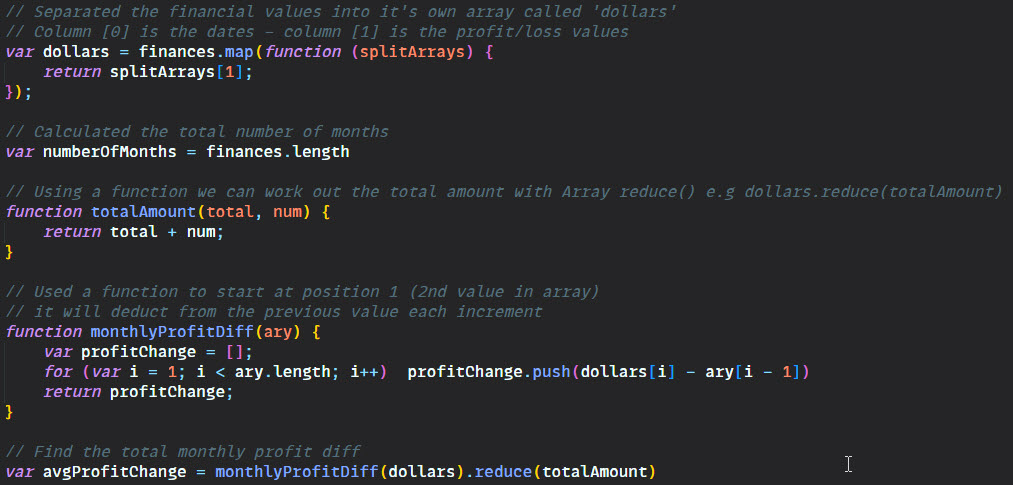 // Separated the financial values into it's own array called 'dollars'
// Column [0] is the dates – column [1] is the profit/loss values
var dollars = finances.map(function (splitArrays) {
    return splitArrays[1];
});

// Calculated the total number of months
var numberOfMonths = finances.length

// Using a function we can work out the total amount with Array reduce() e.g dollars.reduce(totalAmount)
function totalAmount(total, num) {
    return total + num;
}

// Used a function to start at position 1 (2nd value in array)
// it will deduct from the previous value each increment
function monthlyProfitDiff(ary) {
    var profitChange = [];
    for (var i = 1; i < ary.length; i++)  profitChange.push(dollars[i] - ary[i - 1])
    return profitChange;
}

// Find the total monthly profit diff
var avgProfitChange = monthlyProfitDiff(dollars).reduce(totalAmount)